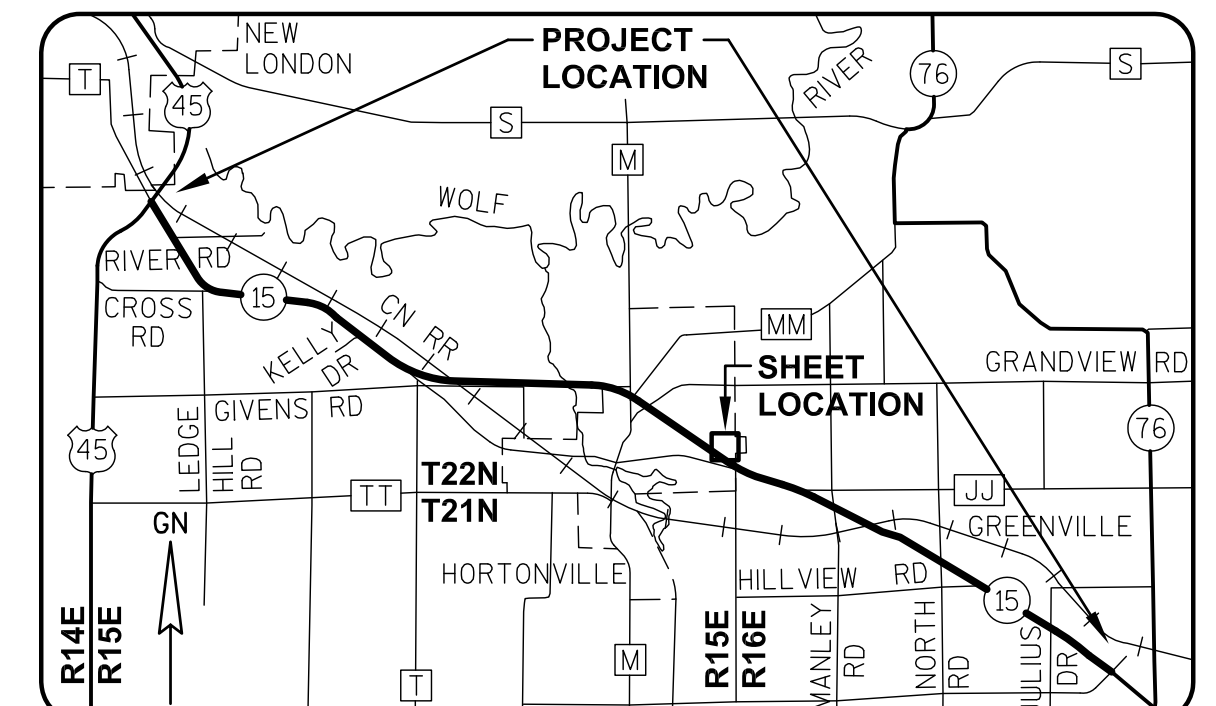 NEW
LONDON
PROJECT
LOCATION
RIVER
76
S
T
45
S
M
WOLF
RIVER RD
15
CROSS
RD
CN RR
KELLY
DR
MM
GRANDVIEW RD
SHEET
LOCATION
GIVENS RD
LEDGE
HILL
RD
45
76
T22N
T21N
TT
JJ
GN
GREENVILLE
HORTONVILLE
HILLVIEW RD
15
R14E
R15E
R15E
R16E
MANLEY
RD
NORTH
RD
JULIUS
DR
M
T